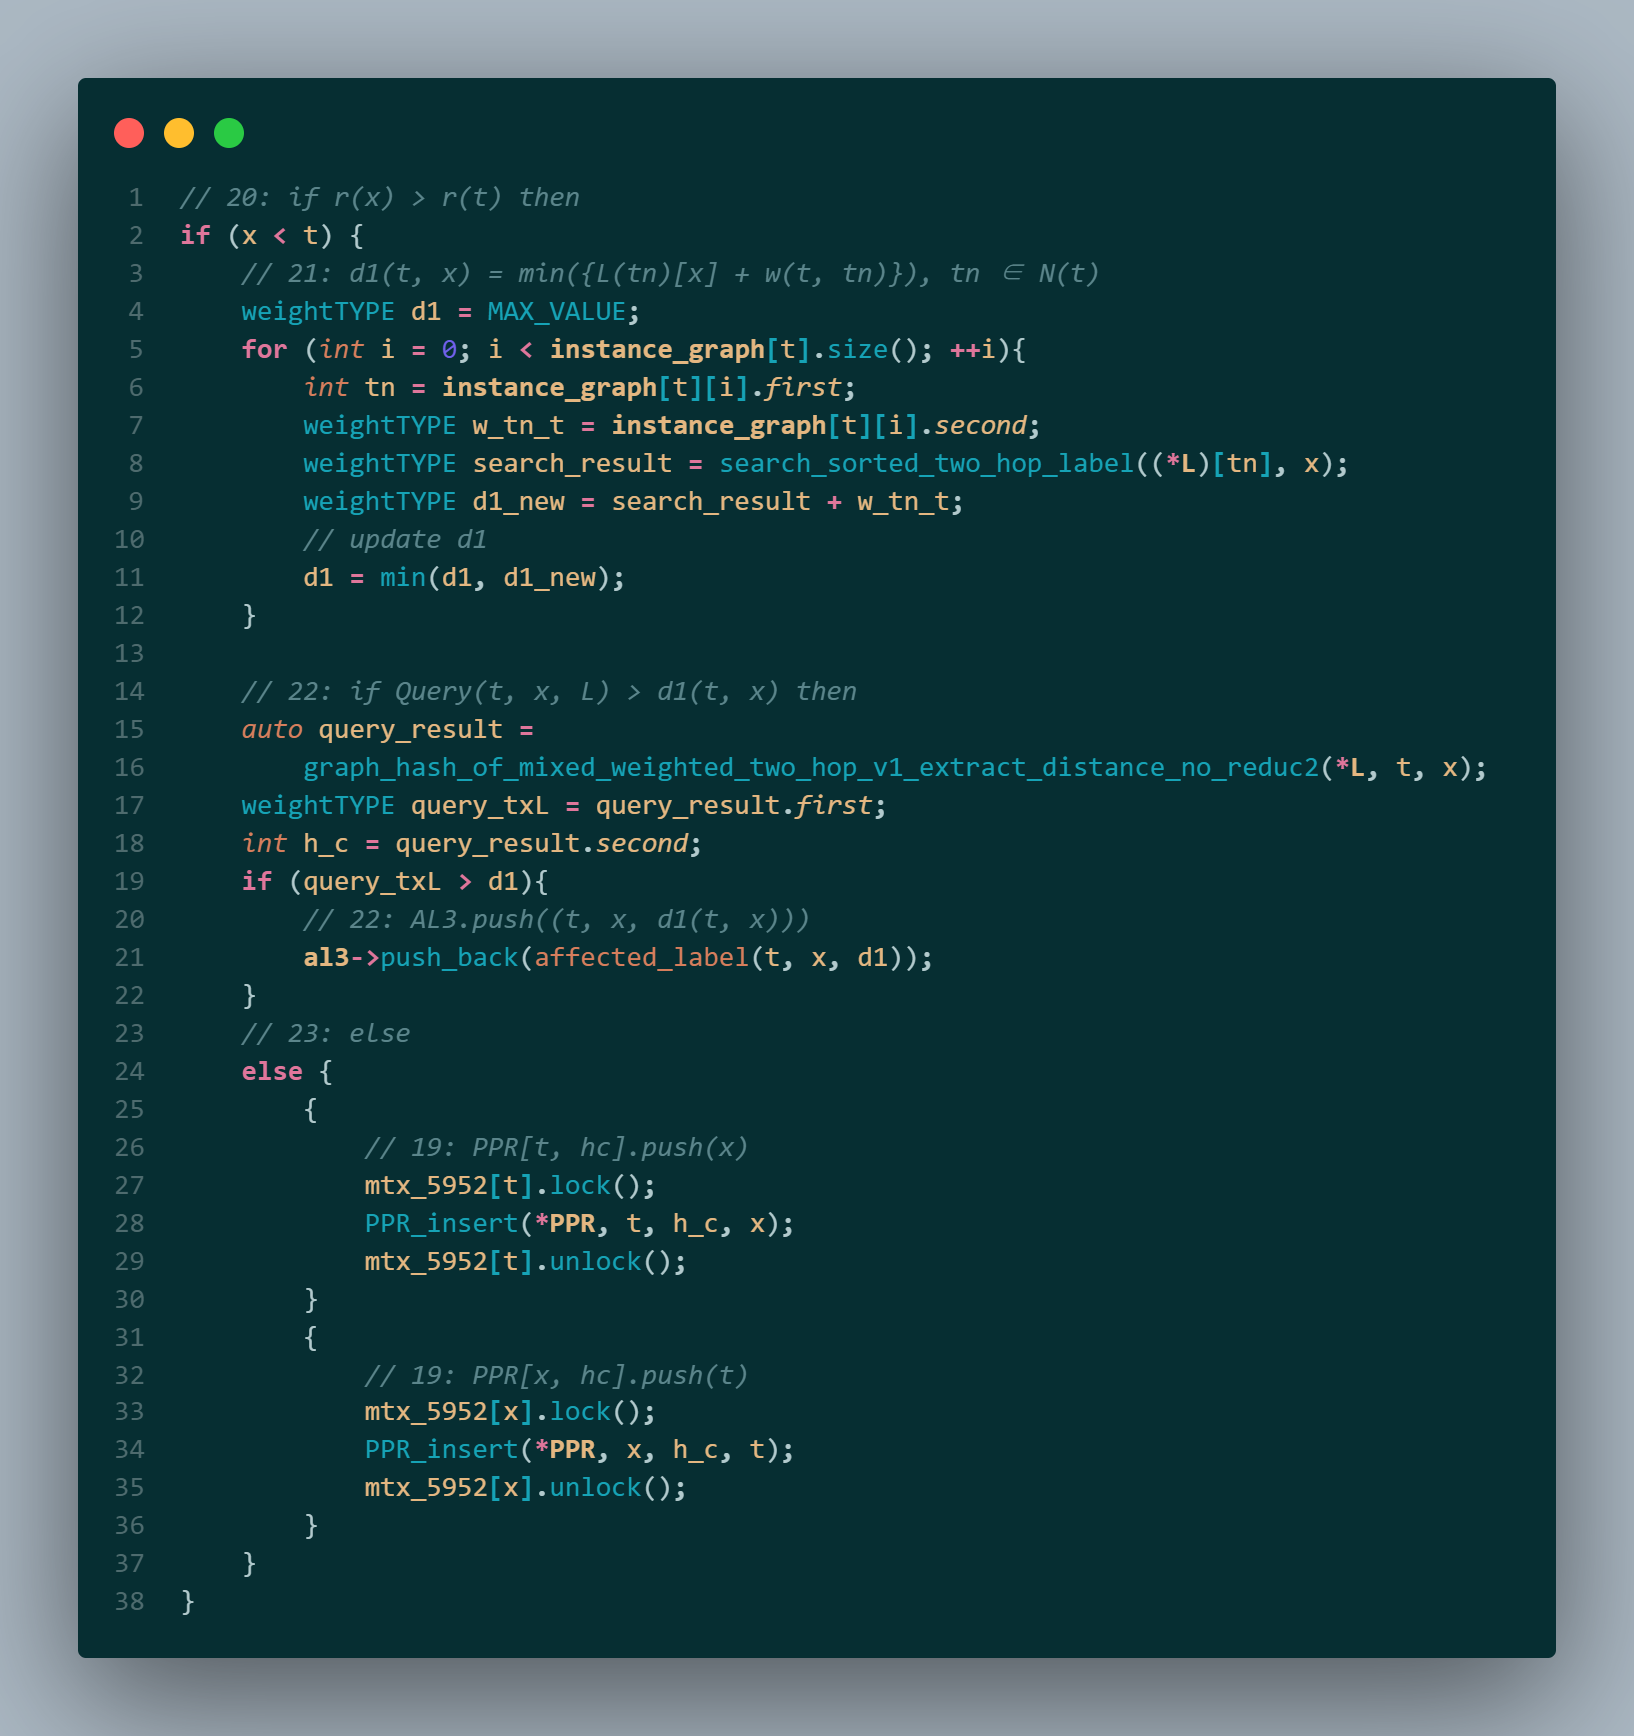 1 // 20: if r(x) > r(t) then
2 if (x < t) {
3     // 21: d1(t, x) = min({L(tn)[x] + w(t, tn)}), tn ∈ N(t)
4     weightTYPE d1 = MAX_VALUE;
5     for (int i = 0; i < instance_graph[t].size(); ++i){
6         int tn = instance_graph[t][i].first;
7         weightTYPE w_tn_t = instance_graph[t][i].second;
8         weightTYPE search_result = search_sorted_two_hop_label((*L)[tn], x);
9         weightTYPE d1_new = search_result + w_tn_t;
10         // update d1
11         d1 = min(d1, d1_new);
12     }
13
14     // 22: if Query(t, x, L) > d1(t, x) then
15     auto query_result =
16         graph_hash_of_mixed_weighted_two_hop_v1_extract_distance_no_reduc2(*L, t, x);
17     weightTYPE query_txL = query_result.first;
18     int h_c = query_result.second;
19     if (query_txL > d1){
20         // 22: AL3.push((t, x, d1(t, x)))
21         al3->push_back(affected_label(t, x, d1));
22     }
23     // 23: else
24     else {
25         {
26             // 19: PPR[t, hc].push(x)
27             mtx_5952[t].lock();
28             PPR_insert(*PPR, t, h_c, x);
29             mtx_5952[t].unlock();
30         }
31         {
32             // 19: PPR[x, hc].push(t)
33             mtx_5952[x].lock();
34             PPR_insert(*PPR, x, h_c, t);
35             mtx_5952[x].unlock();
36         }
37     }
38 }